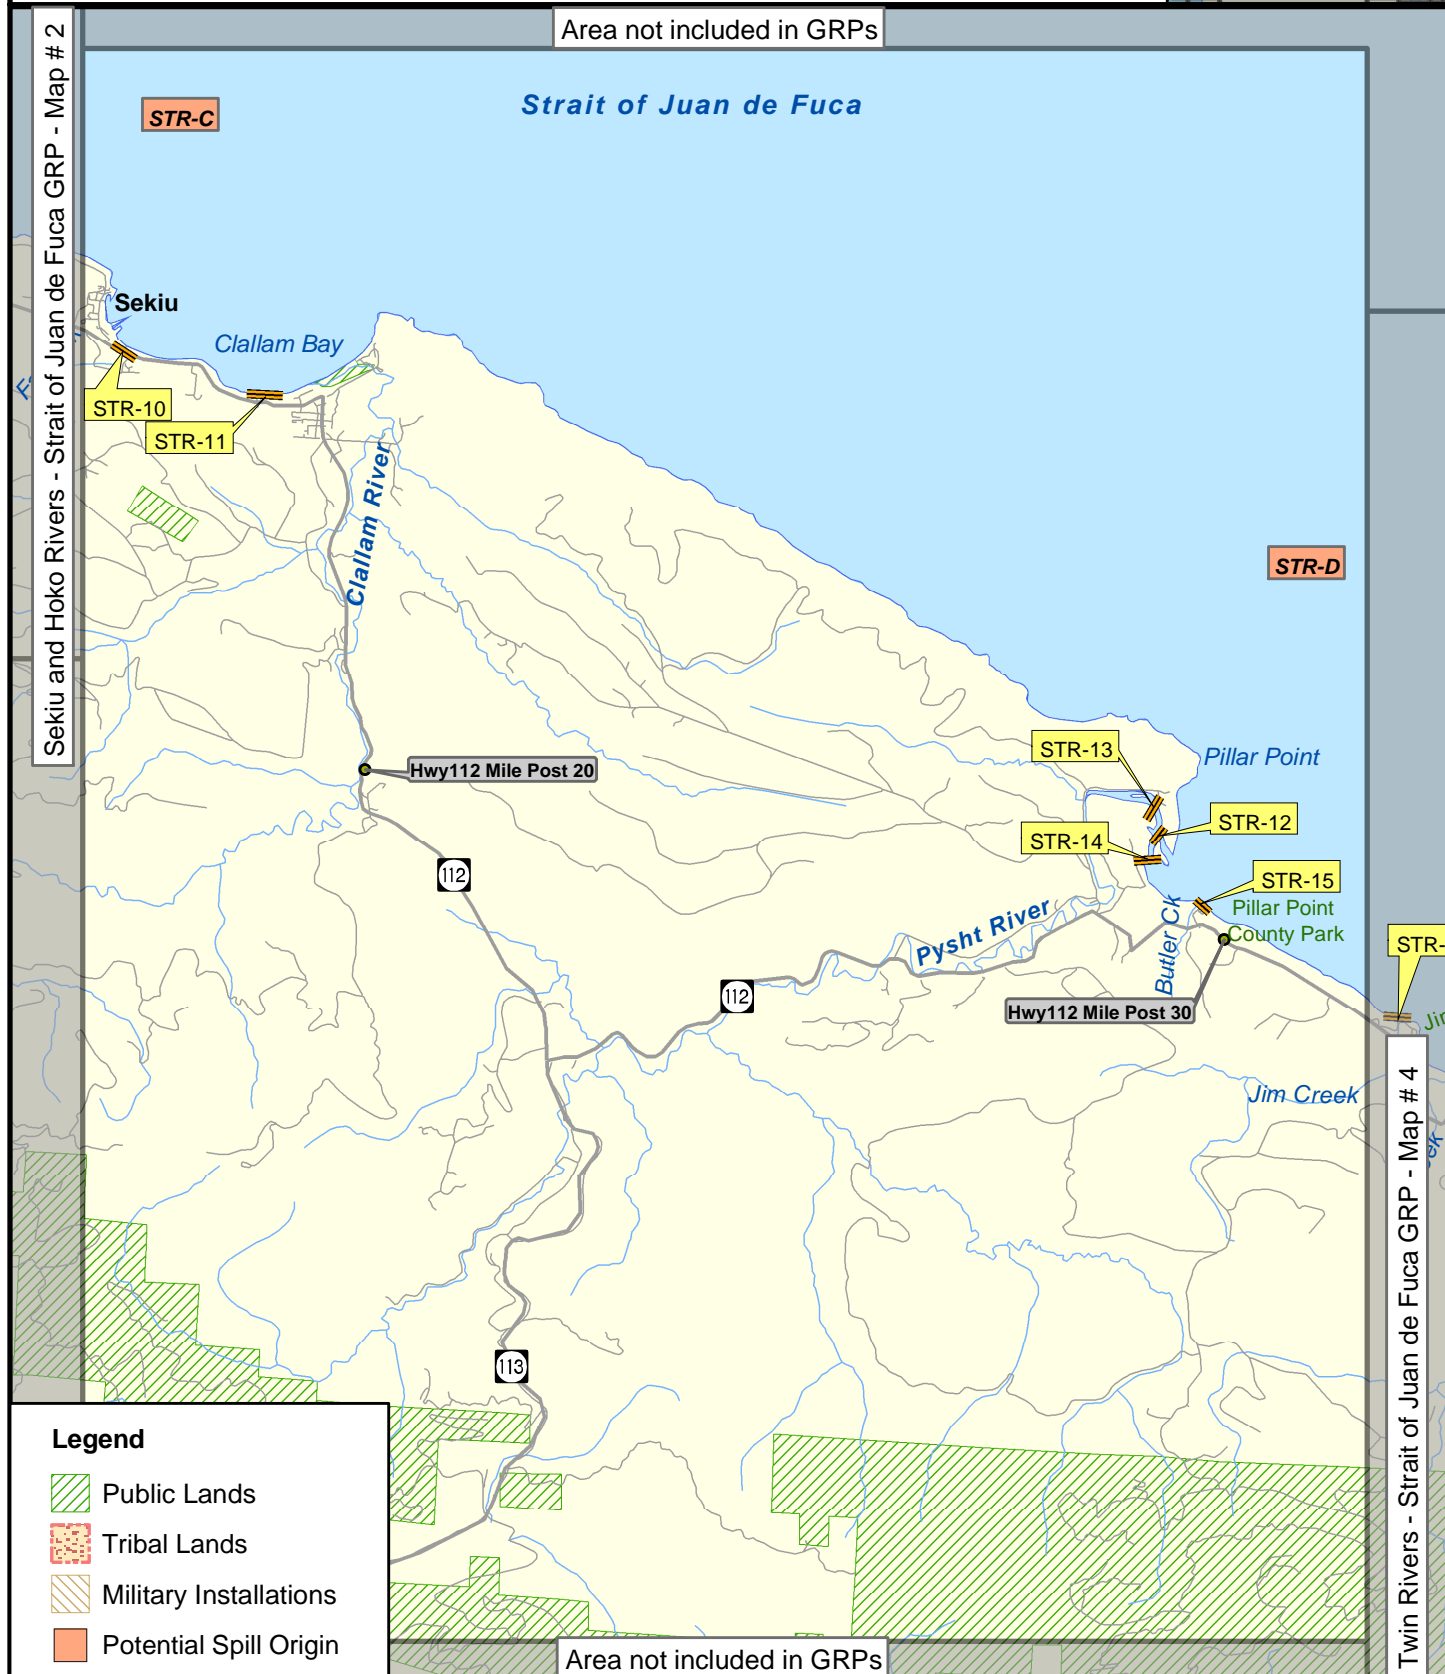 Area not included in GRPs
Sekiu and Hoko Rivers - Strait of Juan de Fuca GRP - Map # 2
STR-C
Strait of Juan de Fuca
Sekiu
Clallam Bay
STR-10
STR-11
Clallam River
STR-D
STR-13
Pillar Point
Hwy112 Mile Post 20
STR-12
STR-14
112
STR-15
Pillar Point
County Park
Pysht River
Butler Ck
STR-
112
Hwy112 Mile Post 30
Jim Creek
Twin Rivers - Strait of Juan de Fuca GRP - Map # 4
113
Legend
Public Lands
Tribal Lands
Military Installations
Potential Spill Origin
Area not included in GRPs